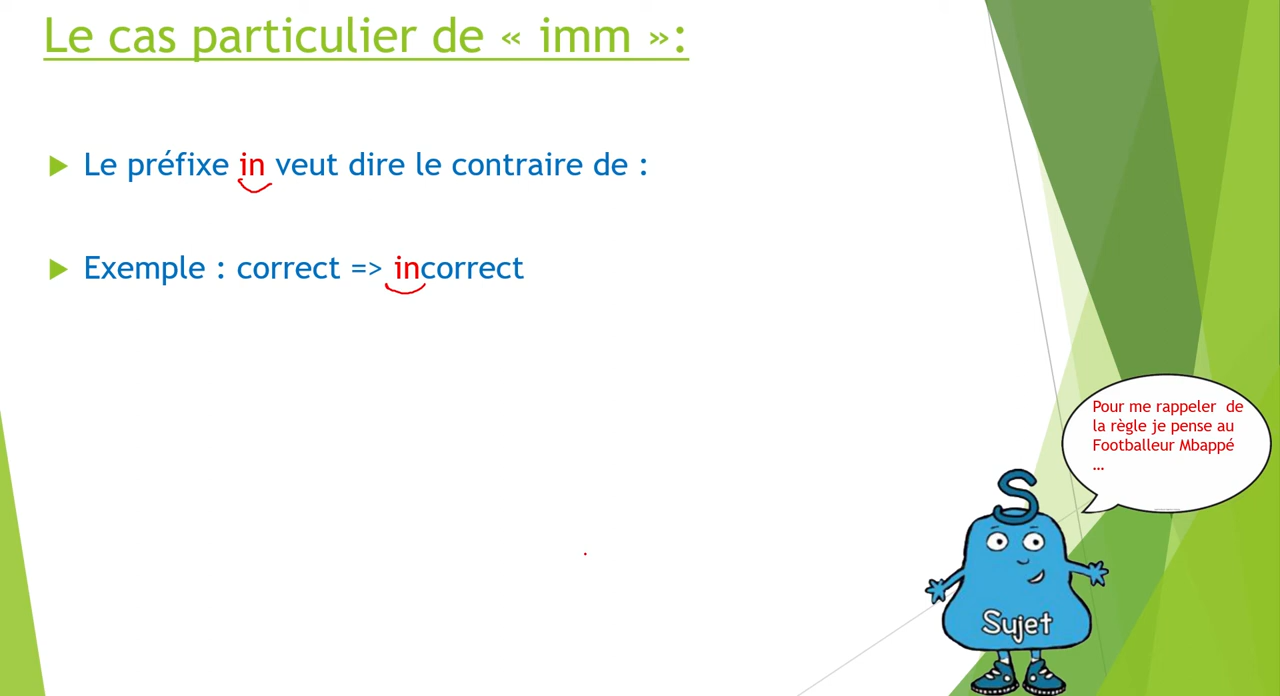 Le cas particulier de « imm »:
Le préfixe in veut dire le contraire de :
Exemple : correct => incorrect
Pour me rappeler de
la règle je pense au
Footballeur Mbappé
...
S
Sujet